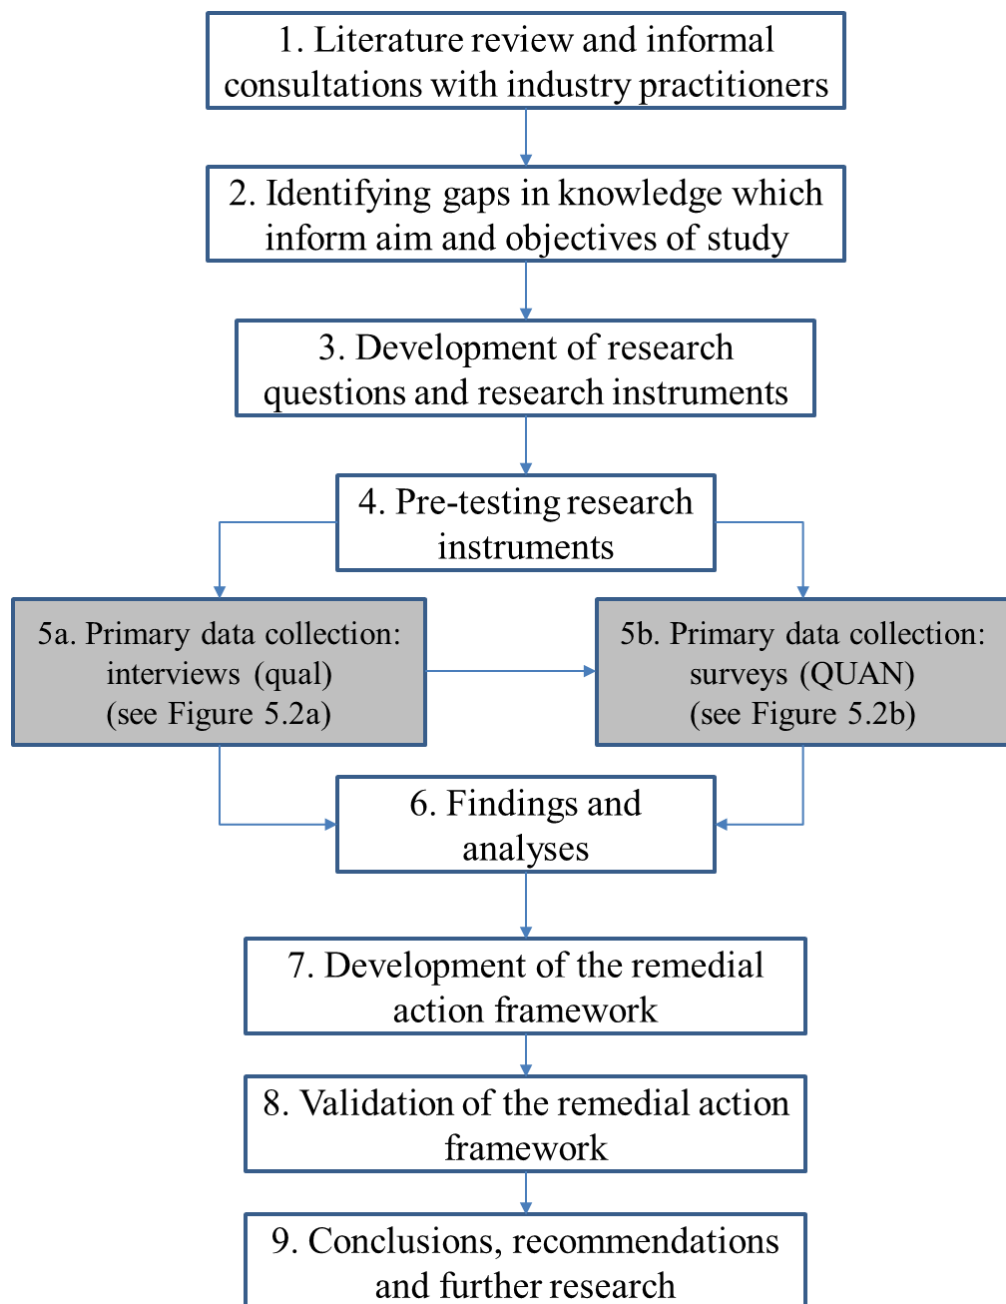 1. Literature review and informal
consultations with industry practitioners
2. Identifying gaps in knowledge which
inform aim and objectives of study
3. Development of research
questions and research instruments
4. Pre-testing research
instruments
5a. Primary data collection:
interviews (qual)
(see Figure 5.2a)
5b. Primary data collection:
surveys (QUAN)
(see Figure 5.2b)
6. Findings and
analyses
7. Development of the remedial
action framework
8. Validation of the remedial action
framework
9. Conclusions, recommendations
and further research